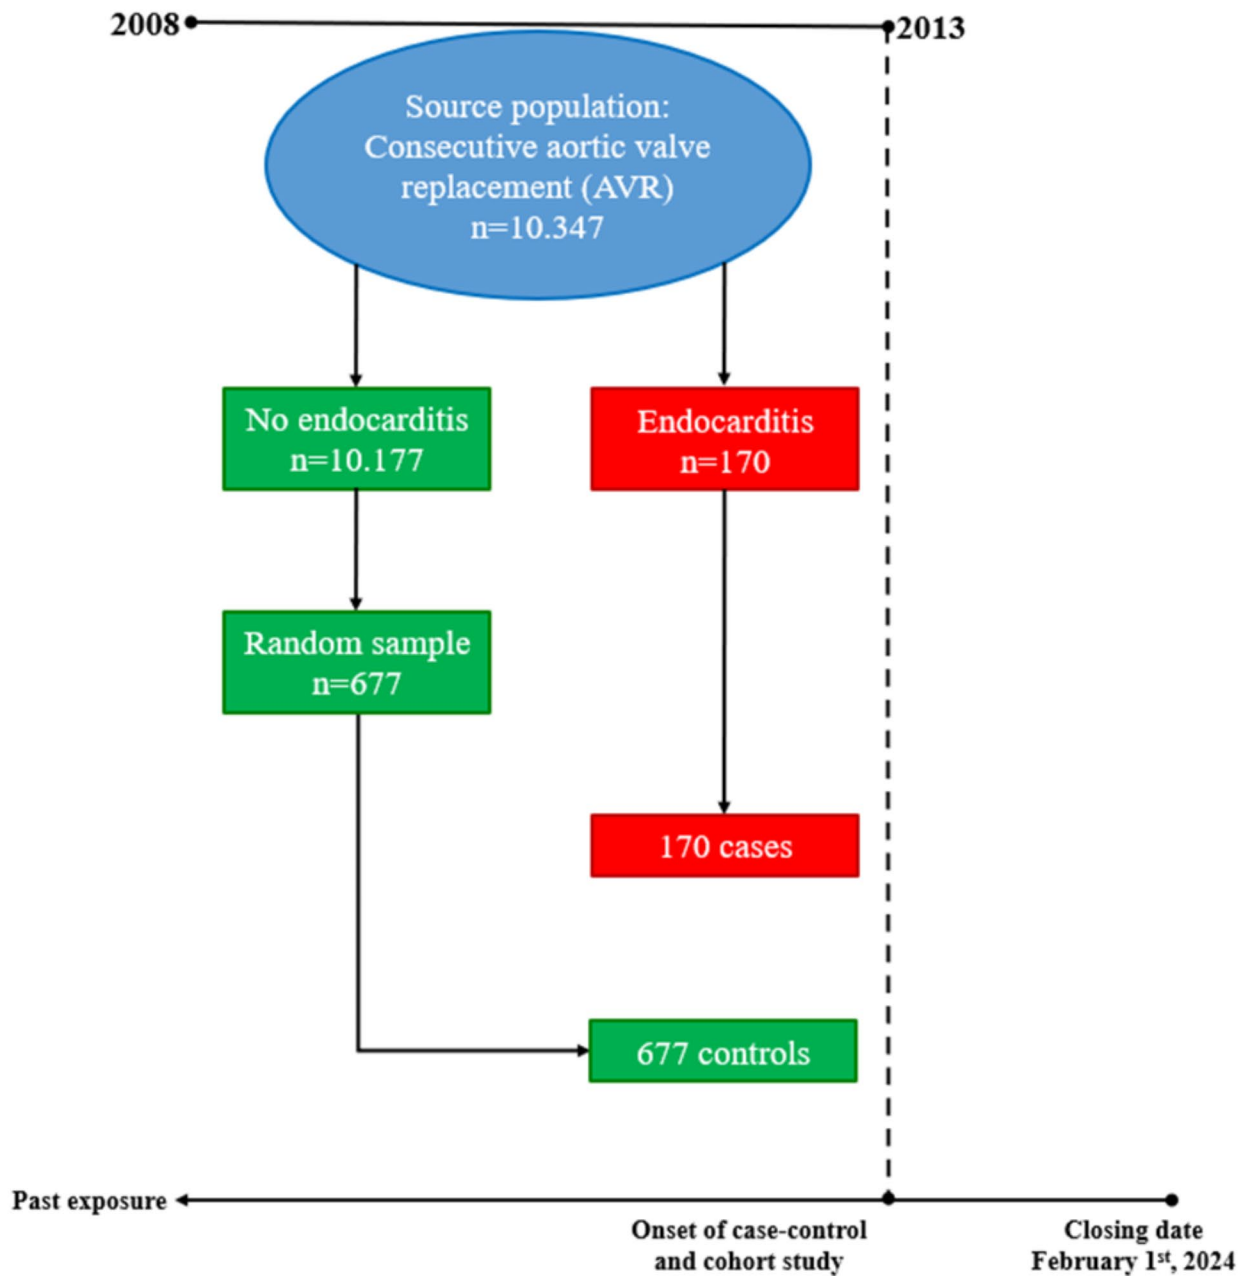 2008
2013
Source population:
Consecutive aortic valve
replacement (AVR)
n=10.347
No endocarditis
n=10.177
Endocarditis
n=170
Random sample
n=677
170 cases
677 controls
Past exposure
Onset of case-control
and cohort study
Closing date
February 1st, 2024